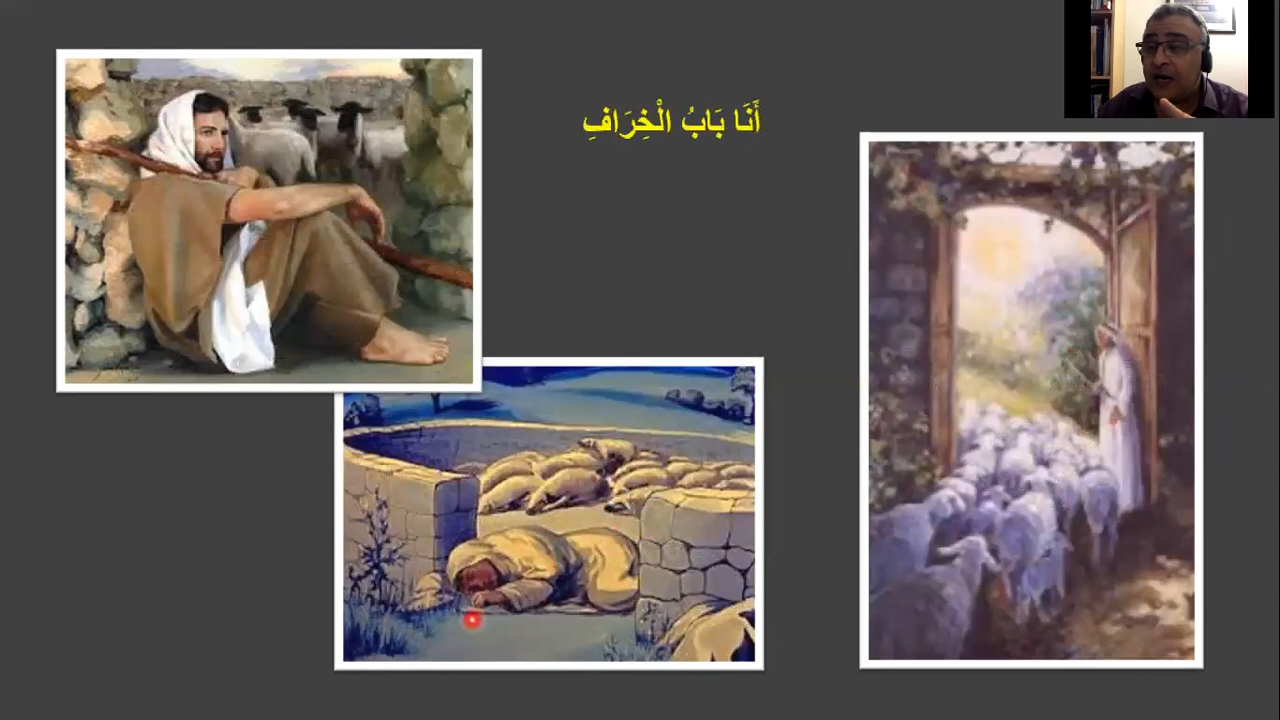 أَنَا بَابُ الْخِرَافِ